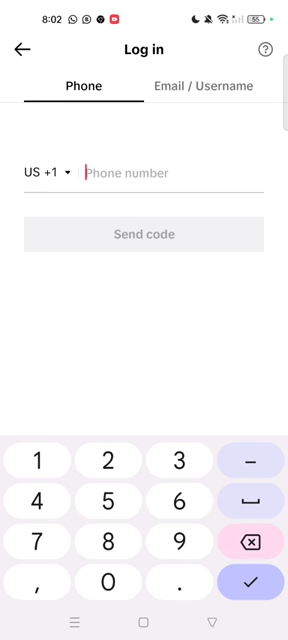 8:02
55
Log in
Phone
Email / Username
US +1
Phone number
Send code
1 2 3 –
4 5 6
7 8 9
, 0 .